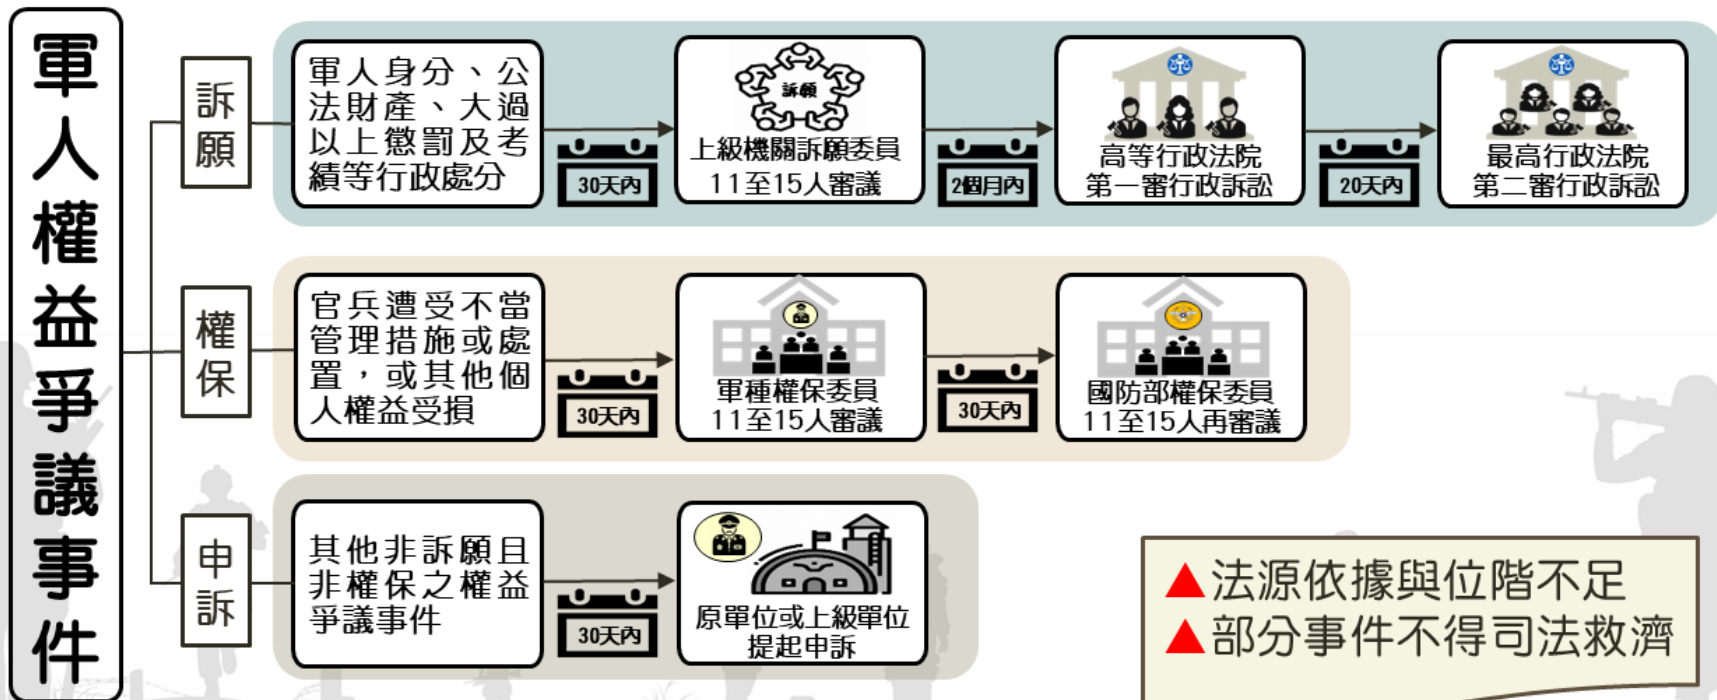 軍人權益爭議事件
訴願
軍人身分、公
法財產、大過
以上懲罰及考
績等行政處分
30天內
訴願
上級機關訴願委員
11至15人審議
2個月內
高等行政法院
第一審行政訴訟
20天內
最高行政法院
第二審行政訴訟
權保
官兵遭受不當
管理措施或處
置，或其他個
人權益受損
30天內
軍種權保委員
11至15人審議
30天內
國防部權保委員
11至15人再審議
申訴
其他非訴願且
非權保之權益
爭議事件
30天內
原單位或上級單位
提起申訴
▲法源依據與位階不足
▲部分事件不得司法救濟